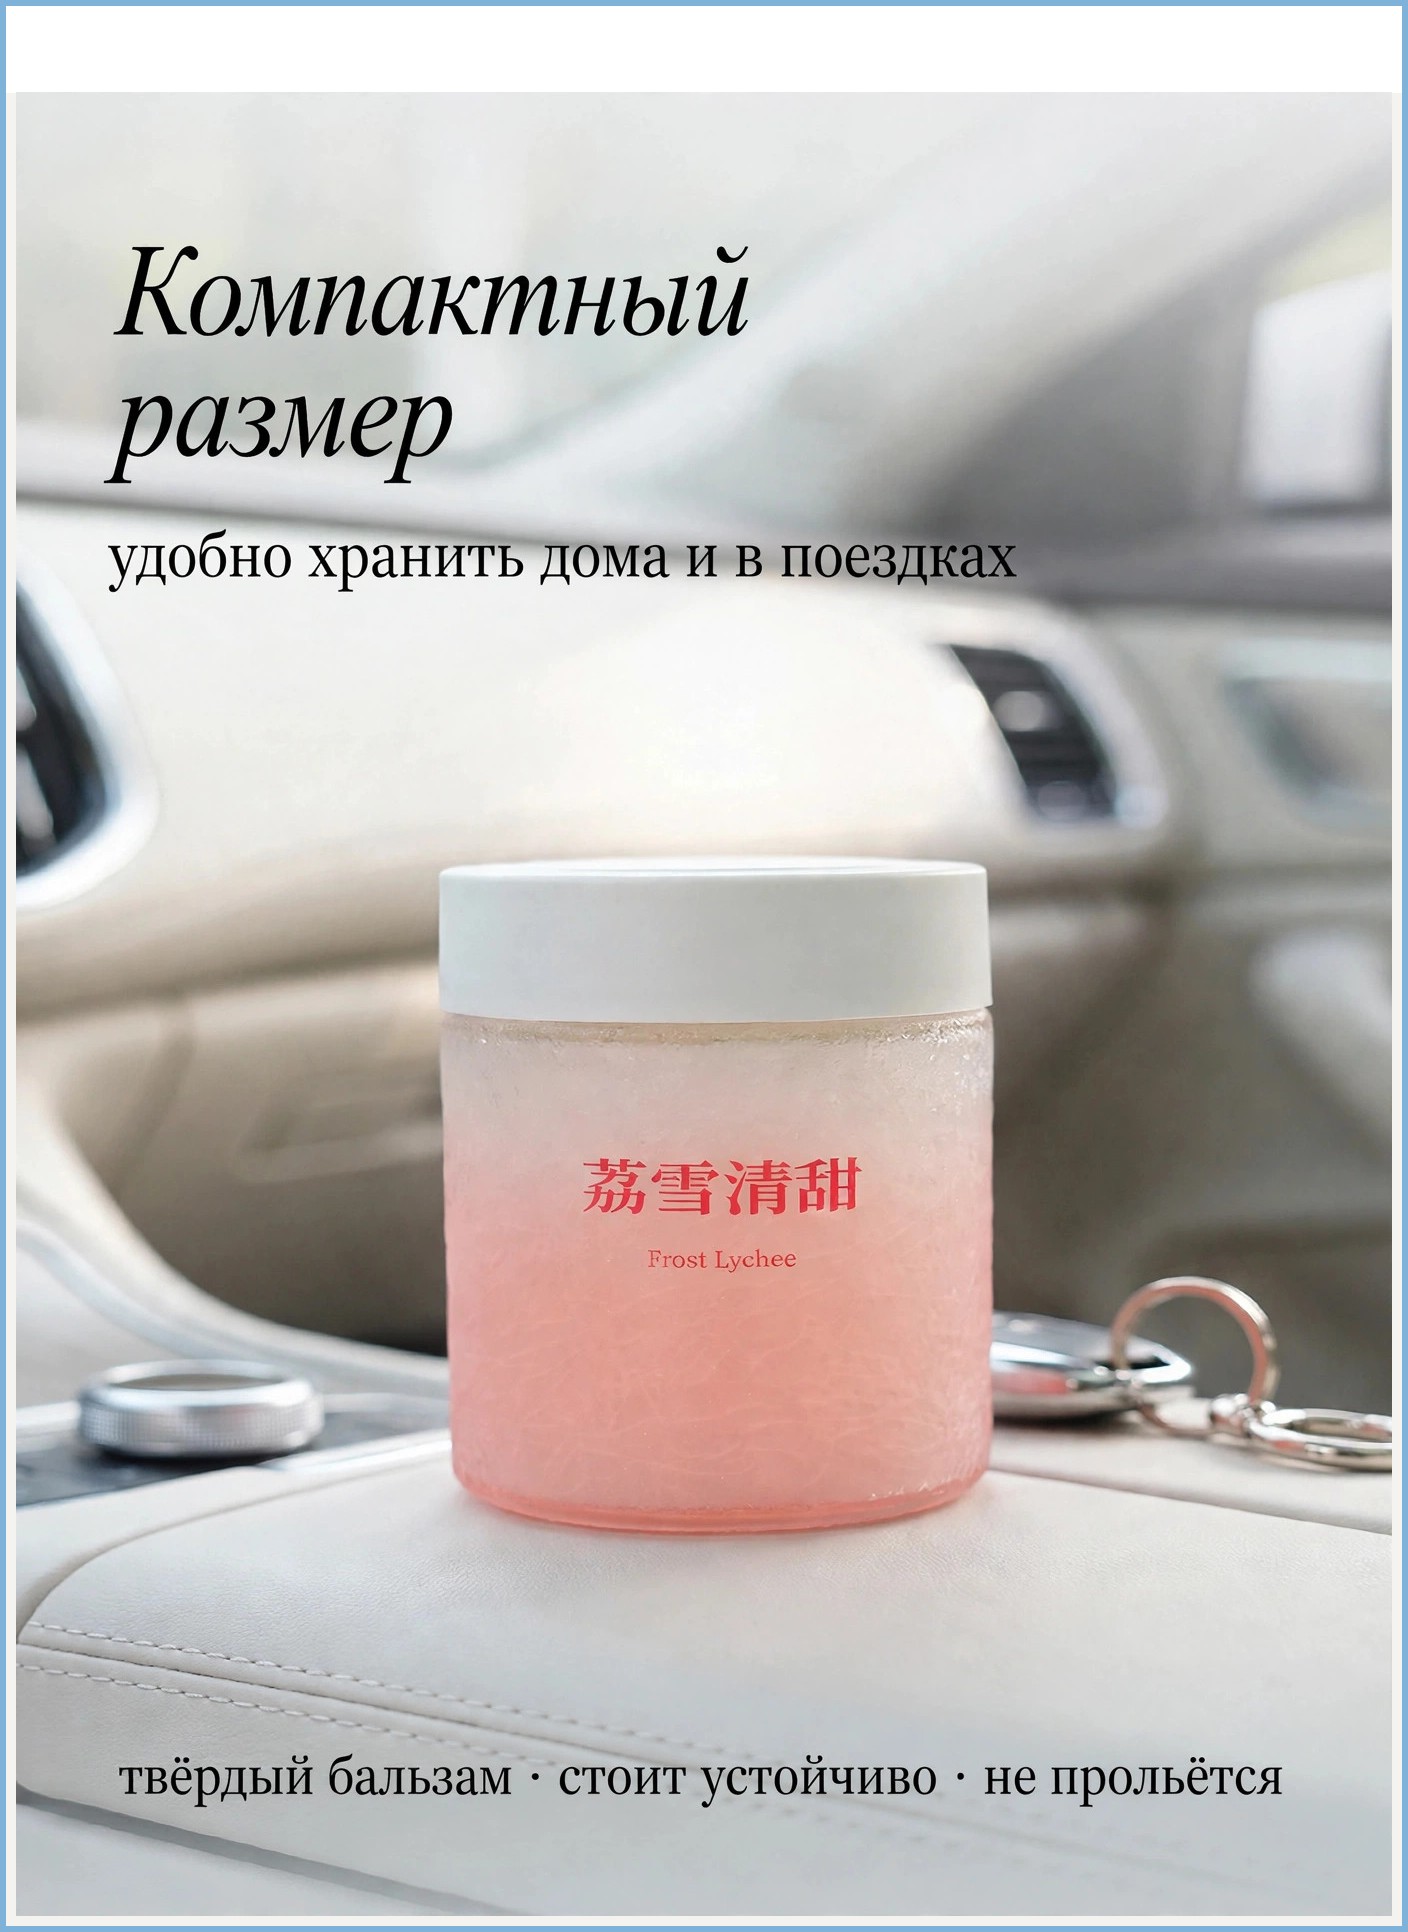 Компактный
размер
удобно хранить дома и в поездках
荔雪清甜
Frost Lychee
твёрдый бальзам · стоит устойчиво · не прольётся